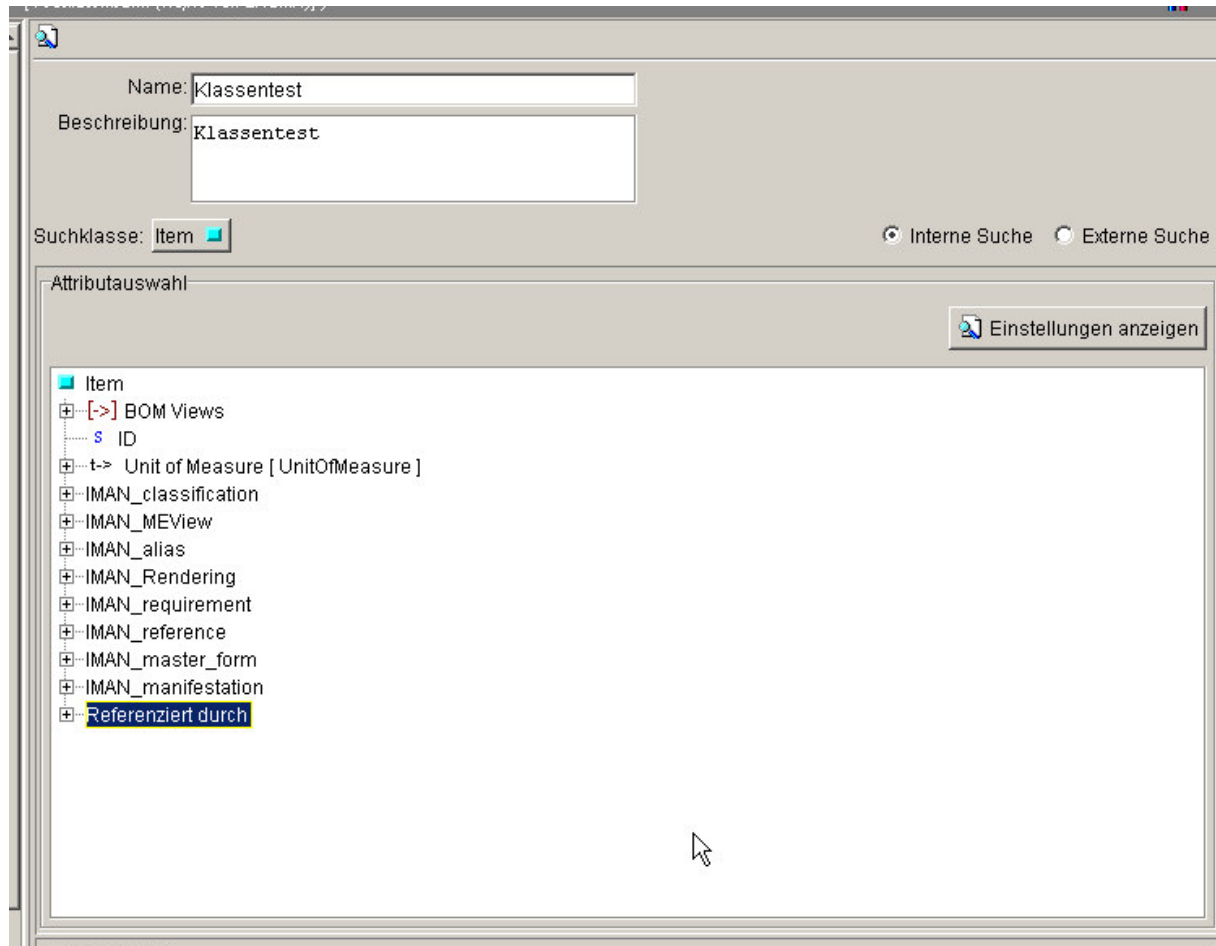 Name: Klassentest
Beschreibung: Klassentest
Suchklasse: Item Interne Suche Externe Suche
Attributauswahl
Einstellungen anzeigen
Item
[->] BOM Views
S ID
t-> Unit of Measure [ UnitOfMeasure ]
IMAN_classification
IMAN_MEView
IMAN_alias
IMAN_Rendering
IMAN_requirement
IMAN_reference
IMAN_master_form
IMAN_manifestation
Referenziert durch